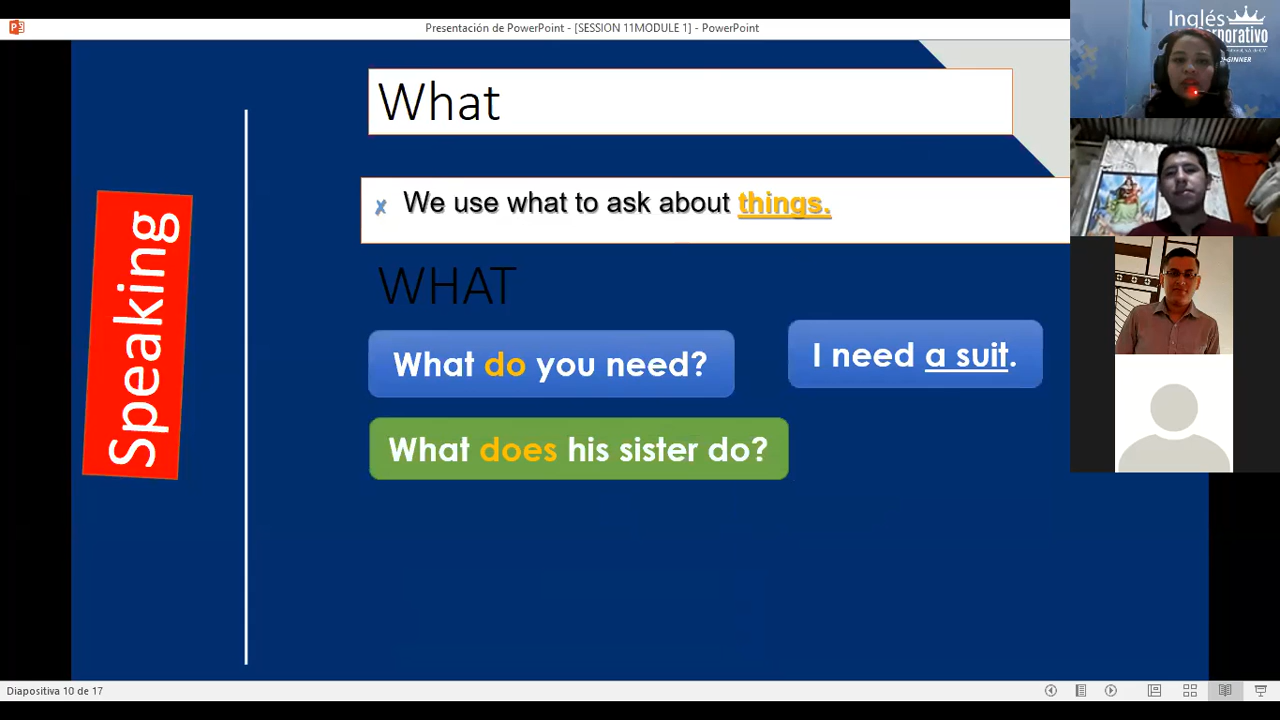 Presentación de PowerPoint - [SESSION 11MODULE 1] - PowerPoint
Inglés
What
Speaking
x We use what to ask about things.
WHAT
What do you need?
I need a suit.
What does his sister do?
Diapositiva 10 de 17